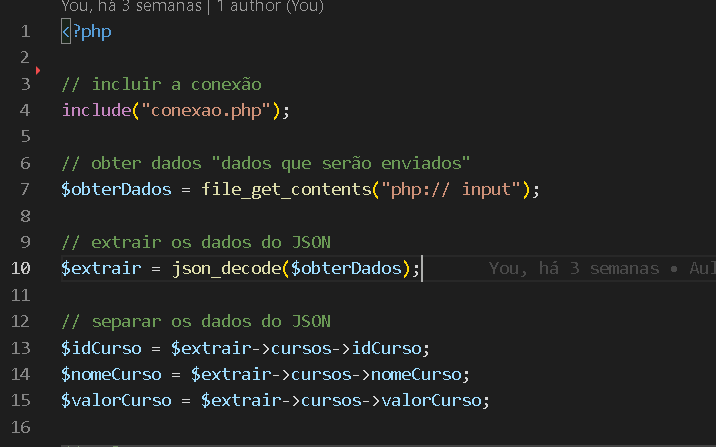 You, há 3 semanas | 1 author (You)
1 <?php
2
3 // incluir a conexão
4 include("conexao.php");
5
6 // obter dados "dados que serão enviados"
7 $obterDados = file_get_contents("php:// input");
8
9 // extrair os dados do JSON
10 $extrair = json_decode($obterDados); You, há 3 semanas • Aul
11
12 // separar os dados do JSON
13 $idCurso = $extrair->cursos->idCurso;
14 $nomeCurso = $extrair->cursos->nomeCurso;
15 $valorCurso = $extrair->cursos->valorCurso;
16